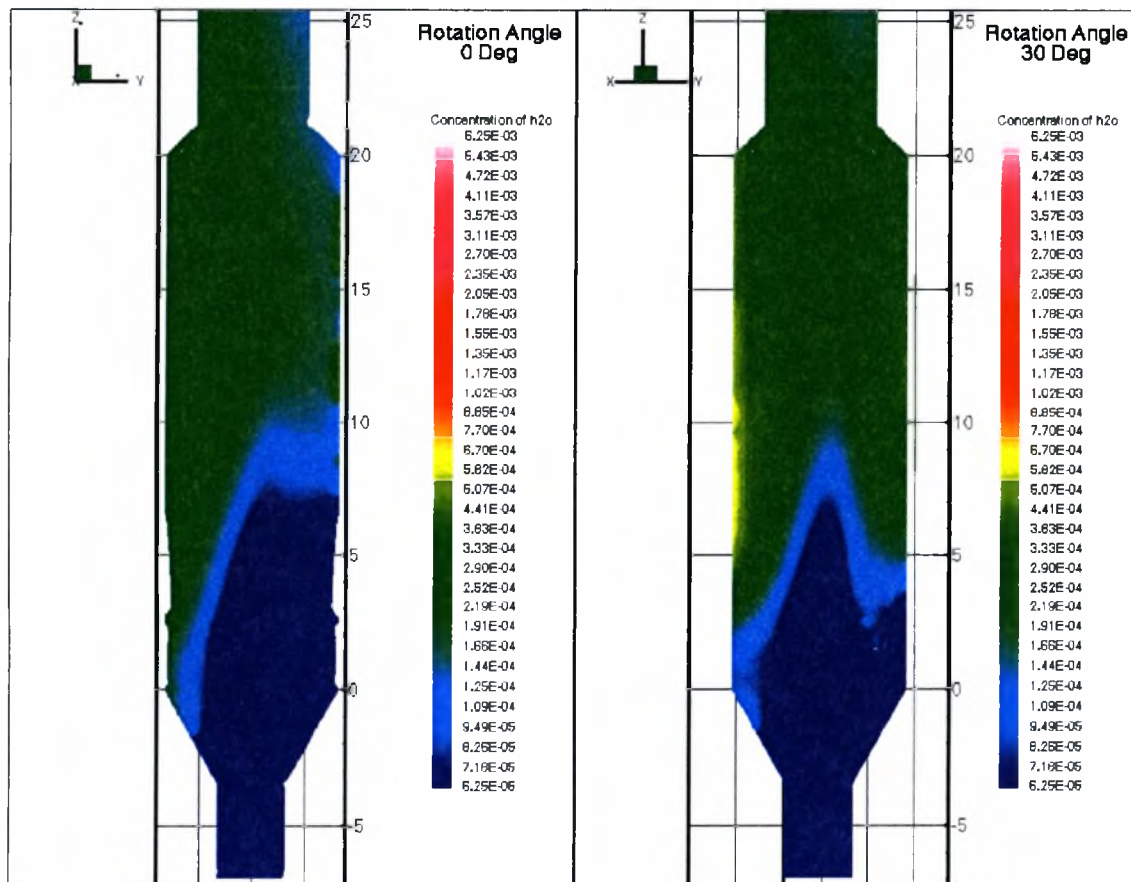 Z
X
Y
25
20
15
10
5
0
-5
Rotation Angle
0 Deg
Concentration of h2o
6.25E-03
5.43E-03
4.72E-03
4.11E-03
3.57E-03
3.11E-03
2.70E-03
2.35E-03
2.05E-03
1.78E-03
1.55E-03
1.35E-03
1.17E-03
1.02E-03
8.85E-04
7.70E-04
6.70E-04
5.82E-04
5.07E-04
4.41E-04
3.83E-04
3.33E-04
2.90E-04
2.52E-04
2.19E-04
1.91E-04
1.66E-04
1.44E-04
1.25E-04
1.09E-04
9.49E-05
8.25E-05
7.18E-05
6.25E-05
Z
X
Y
25
20
15
10
5
0
-5
Rotation Angle
30 Deg
Concentration of h2o
6.25E-03
5.43E-03
4.72E-03
4.11E-03
3.57E-03
3.11E-03
2.70E-03
2.35E-03
2.05E-03
1.78E-03
1.55E-03
1.35E-03
1.17E-03
1.02E-03
8.85E-04
7.70E-04
6.70E-04
5.82E-04
5.07E-04
4.41E-04
3.83E-04
3.33E-04
2.90E-04
2.52E-04
2.19E-04
1.91E-04
1.66E-04
1.44E-04
1.25E-04
1.09E-04
9.49E-05
8.25E-05
7.18E-05
6.25E-05